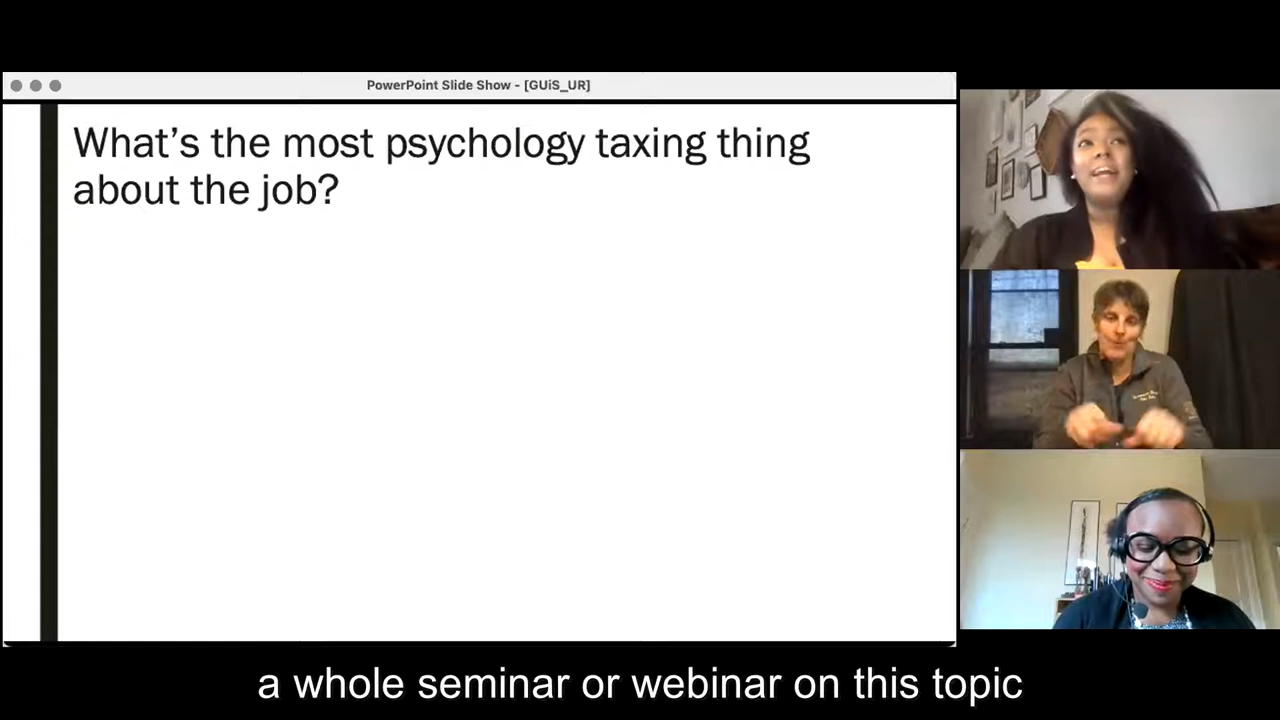 PowerPoint Slide Show - [GUiS_UR]
What's the most psychology taxing thing
about the job?
a whole seminar or webinar on this topic